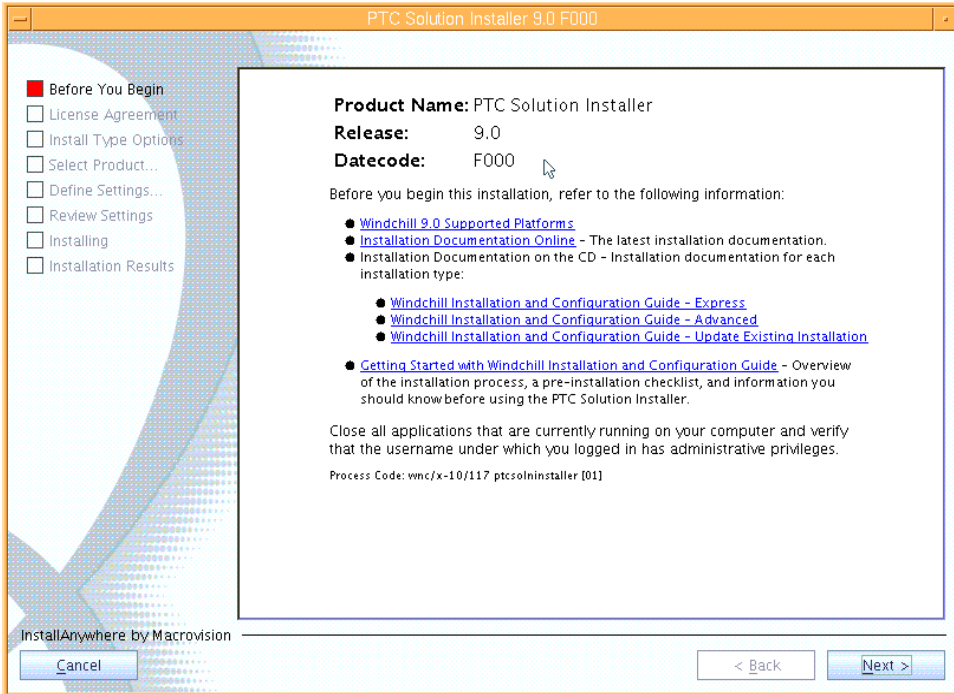 PTC Solution Installer 9.0 F000
Before You Begin
License Agreement
Install Type Options
Select Product...
Define Settings...
Review Settings
Installing
Installation Results
Product Name: PTC Solution Installer
Release: 9.0
Datecode: F000
Before you begin this installation, refer to the following information:
Windchill 9.0 Supported Platforms
Installation Documentation Online – The latest installation documentation.
Installation Documentation on the CD – Installation documentation for each
installation type:
Windchill Installation and Configuration Guide – Express
Windchill Installation and Configuration Guide – Advanced
Windchill Installation and Configuration Guide – Update Existing Installation
Getting Started with Windchill Installation and Configuration Guide – Overview
of the installation process, a pre-installation checklist, and information you
should know before using the PTC Solution Installer.
Close all applications that are currently running on your computer and verify
that the username under which you logged in has administrative privileges.
Process Code: wnc/x-10/117 ptcsolninstaller [01]
InstallAnywhere by Macrovision
Cancel
< Back
Next >